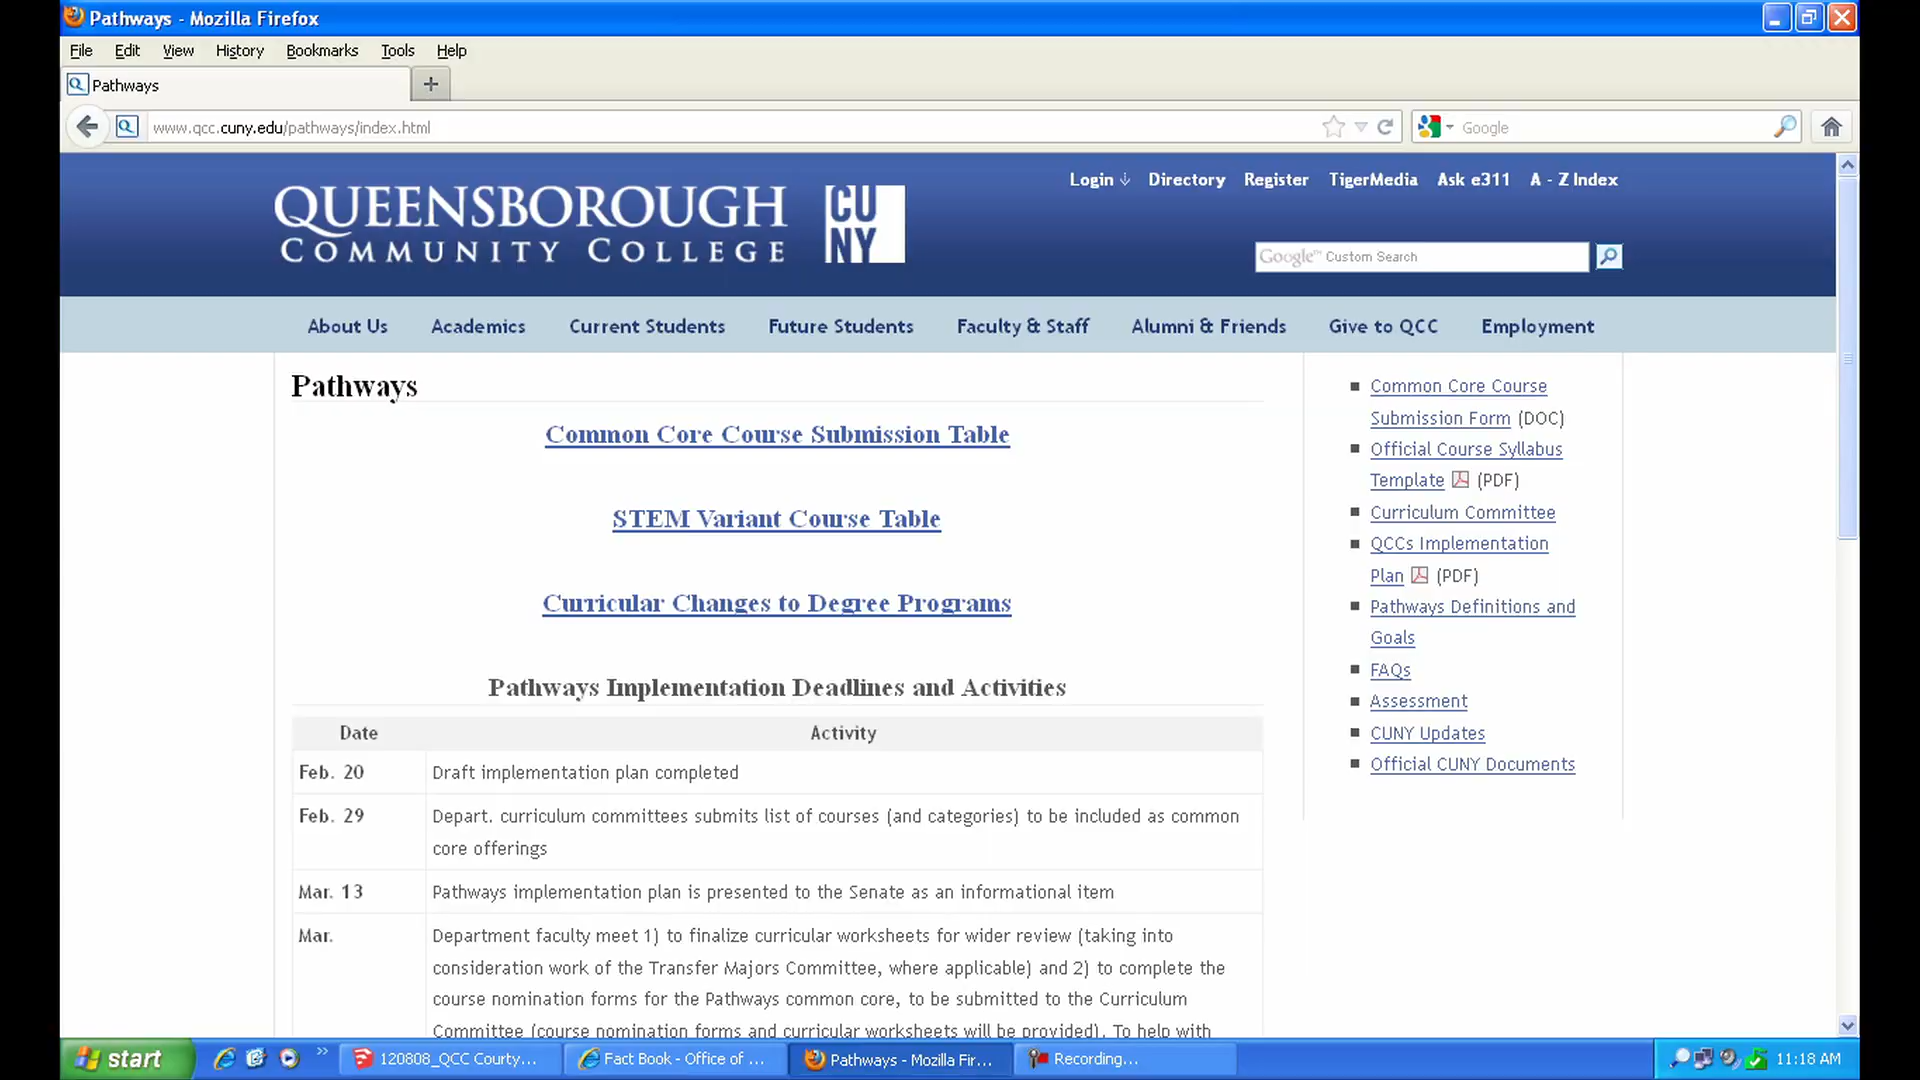 Pathways - Mozilla Firefox
File Edit View History Bookmarks Tools Help
Pathways
www.qcc.cuny.edu/pathways/index.html
Google
Login Directory Register TigerMedia Ask e311 A - Z Index
QUEENSBOROUGH
COMMUNITY COLLEGE
CU
NY
Google™ Custom Search
About Us Academics Current Students Future Students Faculty & Staff Alumni & Friends Give to QCC Employment
Pathways
Common Core Course Submission Table
STEM Variant Course Table
Curricular Changes to Degree Programs
Pathways Implementation Deadlines and Activities
Date Activity
Feb. 20 Draft implementation plan completed
Feb. 29 Depart. curriculum committees submits list of courses (and categories) to be included as common
core offerings
Mar. 13 Pathways implementation plan is presented to the Senate as an informational item
Mar. Department faculty meet 1) to finalize curricular worksheets for wider review (taking into
consideration work of the Transfer Majors Committee, where applicable) and 2) to complete the
course nomination forms for the Pathways common core, to be submitted to the Curriculum
Committee (course nomination forms and curricular worksheets will be provided). To help with
Common Core Course
Submission Form (DOC)
Official Course Syllabus
Template (PDF)
Curriculum Committee
QCCs Implementation
Plan (PDF)
Pathways Definitions and
Goals
FAQs
Assessment
CUNY Updates
Official CUNY Documents
start
120808_QCC Courty...
Fact Book - Office of ...
Pathways - Mozilla Fir...
Recording...
11:18 AM